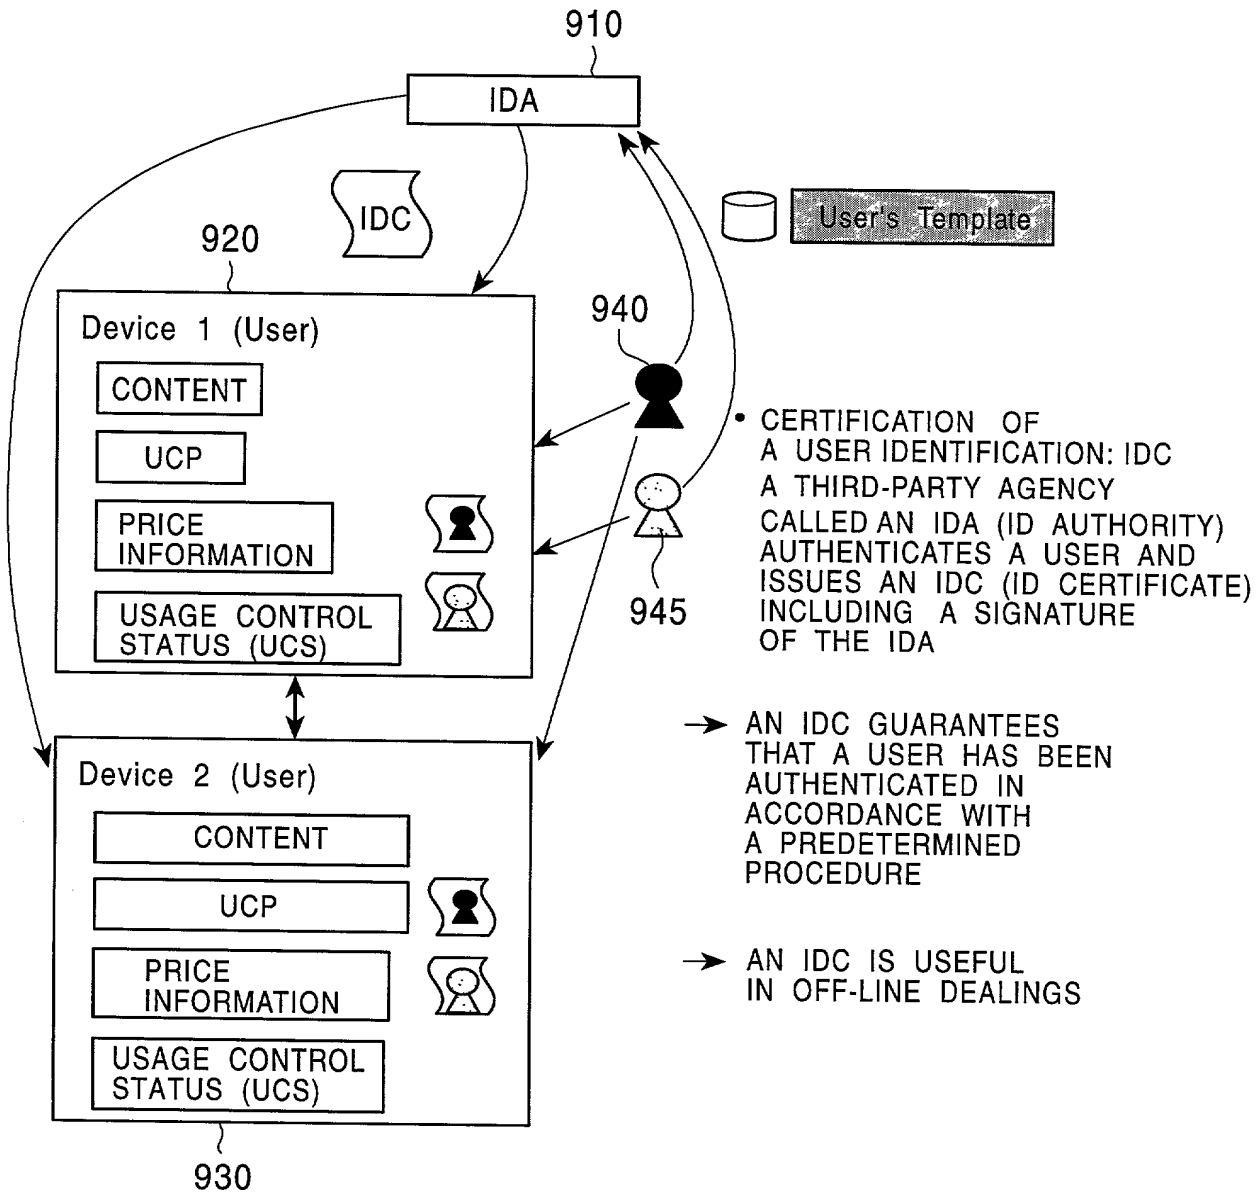 910
IDA
IDC
User's Template
920
Device 1 (User)
CONTENT
UCP
PRICE
INFORMATION
USAGE CONTROL
STATUS (UCS)
940
945
Device 2 (User)
CONTENT
UCP
PRICE
INFORMATION
USAGE CONTROL
STATUS (UCS)
930
• CERTIFICATION OF
A USER IDENTIFICATION: IDC
A THIRD-PARTY AGENCY
CALLED AN IDA (ID AUTHORITY)
AUTHENTICATES A USER AND
ISSUES AN IDC (ID CERTIFICATE)
INCLUDING A SIGNATURE
OF THE IDA
→ AN IDC GUARANTEES
THAT A USER HAS BEEN
AUTHENTICATED IN
ACCORDANCE WITH
A PREDETERMINED
PROCEDURE
→ AN IDC IS USEFUL
IN OFF-LINE DEALINGS